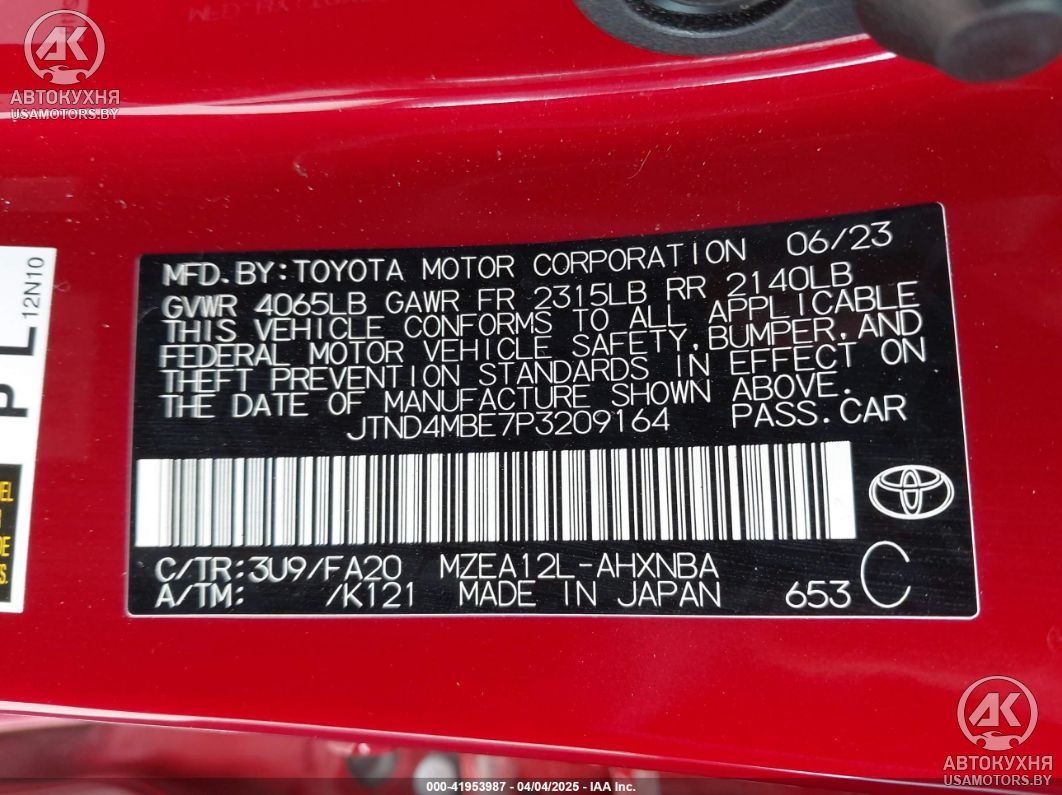 АК
АВТОКУХНЯ
USAMOTORS.BY
12N10
PL
MFD.BY:TOYOTA MOTOR CORPORATION 06/23
GVWR 4065LB GAWR FR 2315LB RR 2140LB
THIS VEHICLE CONFORMS TO ALL APPLICABLE
FEDERAL MOTOR VEHICLE SAFETY,BUMPER,AND
THEFT PREVENTION STANDARDS IN EFFECT ON
THE DATE OF MANUFACTURE SHOWN ABOVE.
JTND4MBE7P3209164 PASS.CAR
C/TR:3U9/FA20 MZEA12L-AHXNBA
A/TM: /K121 MADE IN JAPAN 653 C
АК
АВТОКУХНЯ
USAMOTORS.BY
000-41953987 - 04/04/2025 - IAA Inc.